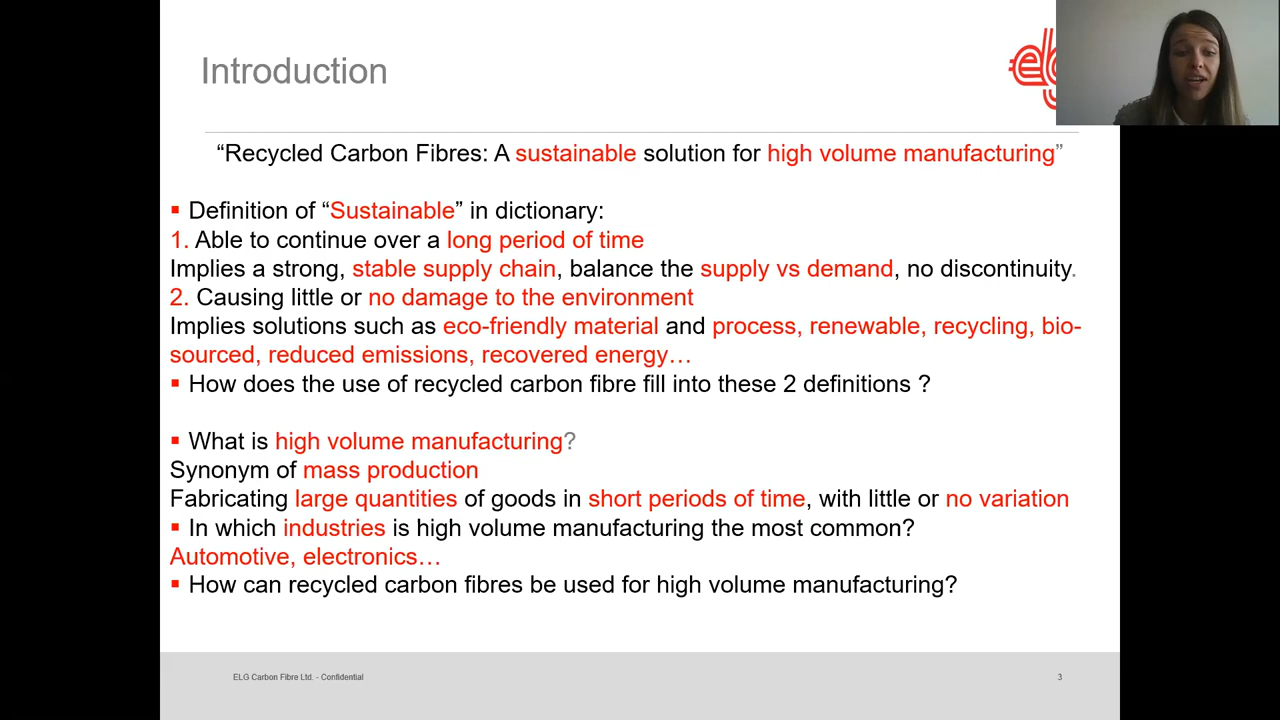 Introduction
elg
“Recycled Carbon Fibres: A sustainable solution for high volume manufacturing”
▪ Definition of “Sustainable” in dictionary:
1. Able to continue over a long period of time
Implies a strong, stable supply chain, balance the supply vs demand, no discontinuity.
2. Causing little or no damage to the environment
Implies solutions such as eco-friendly material and process, renewable, recycling, bio-
sourced, reduced emissions, recovered energy…
▪ How does the use of recycled carbon fibre fill into these 2 definitions ?
▪ What is high volume manufacturing?
Synonym of mass production
Fabricating large quantities of goods in short periods of time, with little or no variation
▪ In which industries is high volume manufacturing the most common?
Automotive, electronics…
▪ How can recycled carbon fibres be used for high volume manufacturing?
ELG Carbon Fibre Ltd. - Confidential
3